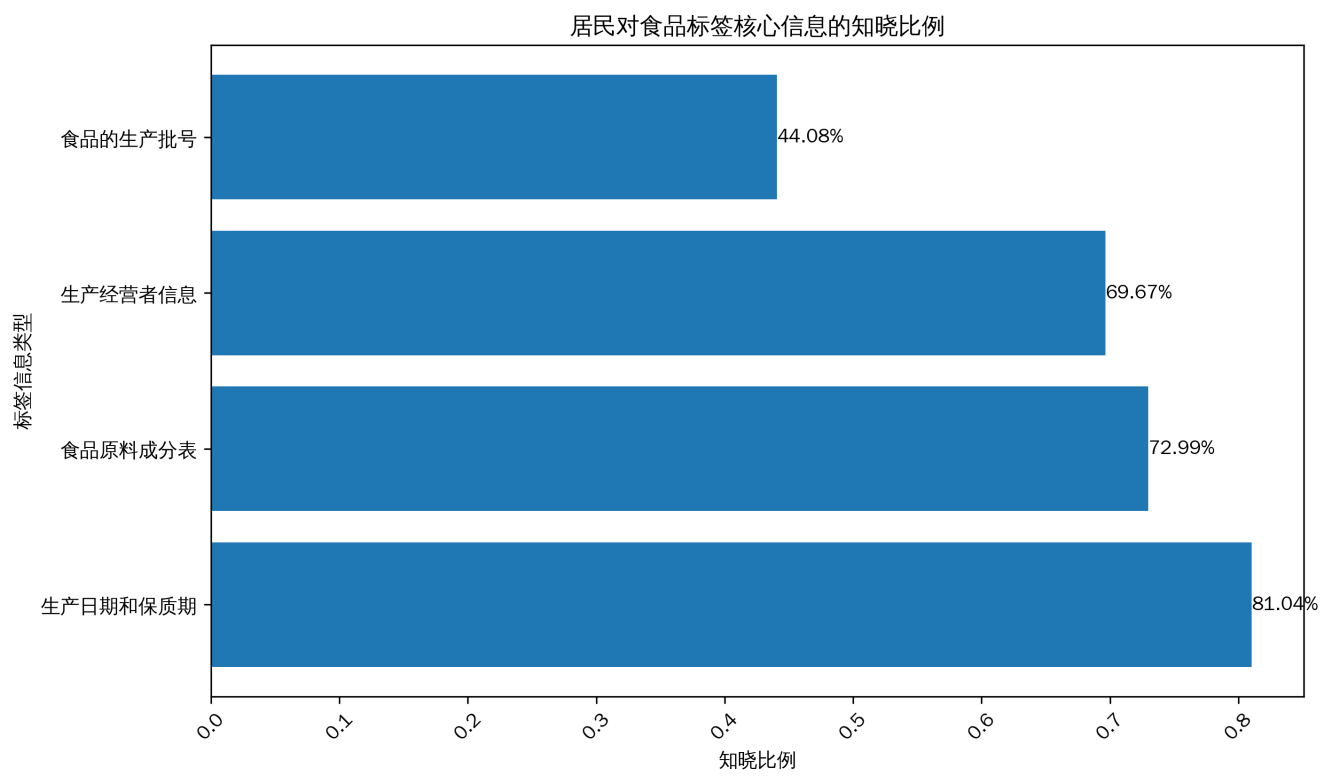 居民对食品标签核心信息的知晓比例
标签信息类型
食品的生产批号
44.08%
生产经营者信息
69.67%
食品原料成分表
72.99%
生产日期和保质期
81.04%
0.0
0.1
0.2
0.3
0.4
0.5
0.6
0.7
0.8
知晓比例